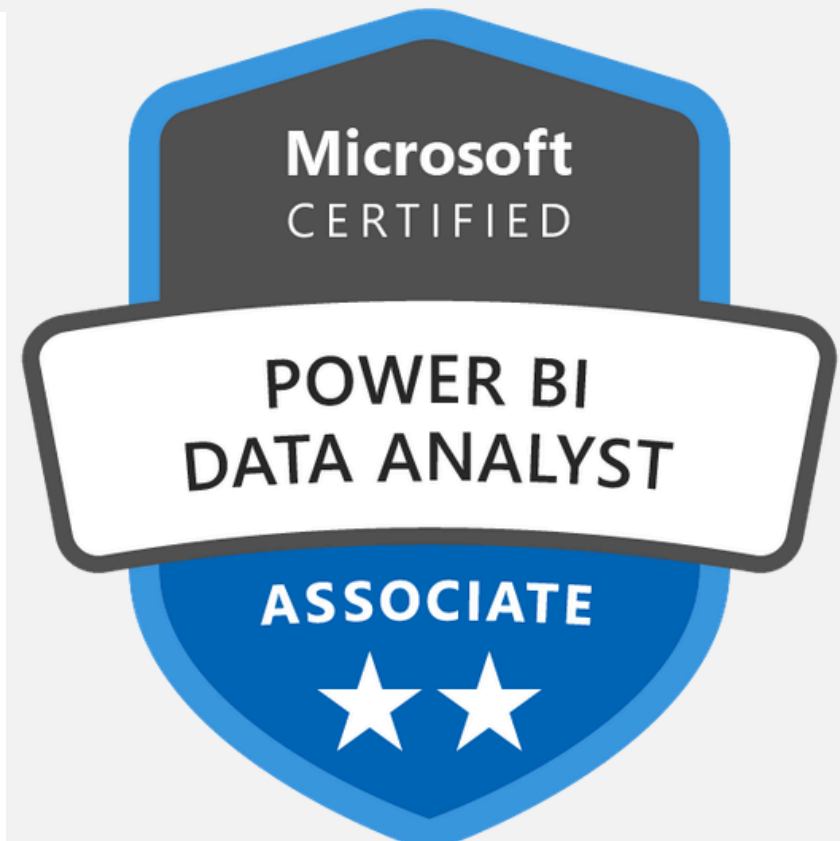 Microsoft
CERTIFIED
POWER BI
DATA ANALYST
ASSOCIATE